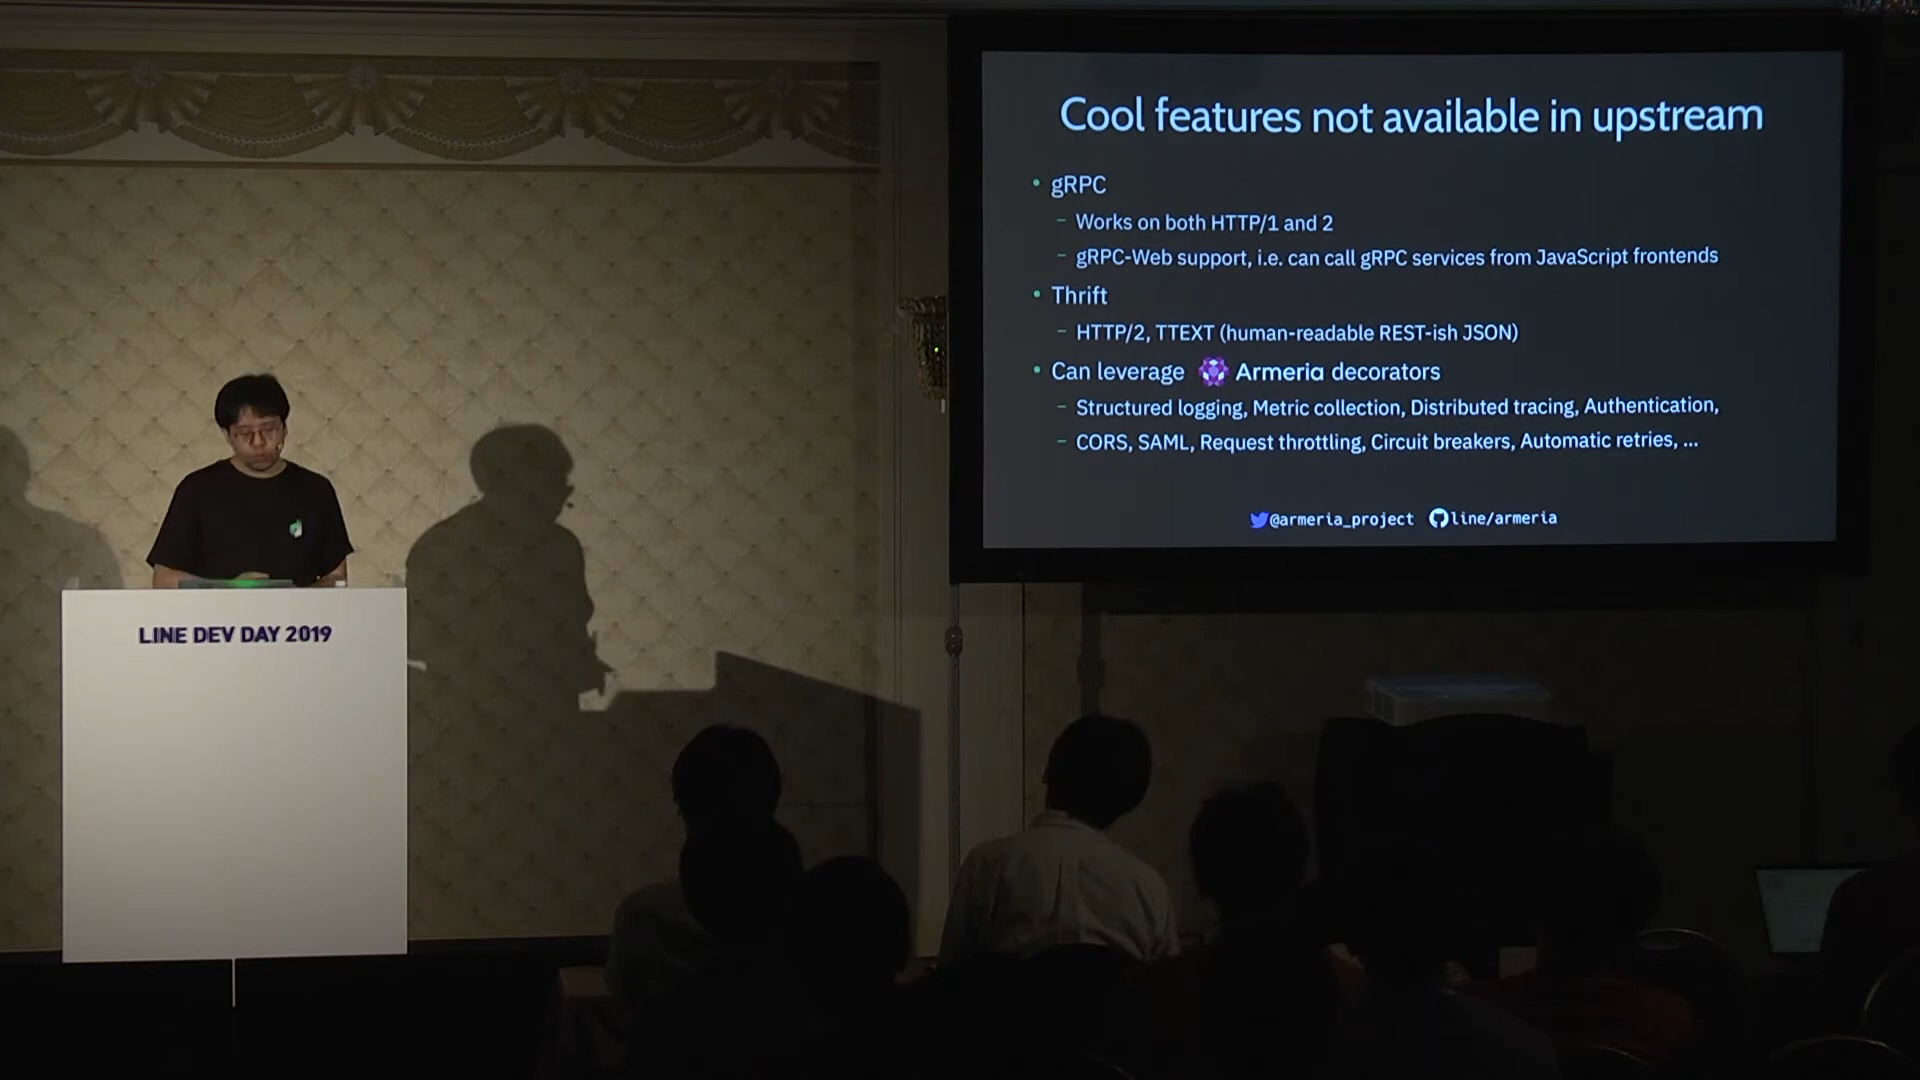 Cool features not available in upstream
• gRPC
– Works on both HTTP/1 and 2
– gRPC-Web support, i.e. can call gRPC services from JavaScript frontends
• Thrift
– HTTP/2, TTEXT (human-readable REST-ish JSON)
• Can leverage Armeria decorators
– Structured logging, Metric collection, Distributed tracing, Authentication,
– CORS, SAML, Request throttling, Circuit breakers, Automatic retries, ...
@armeria_project line/armeria
LINE DEV DAY 2019